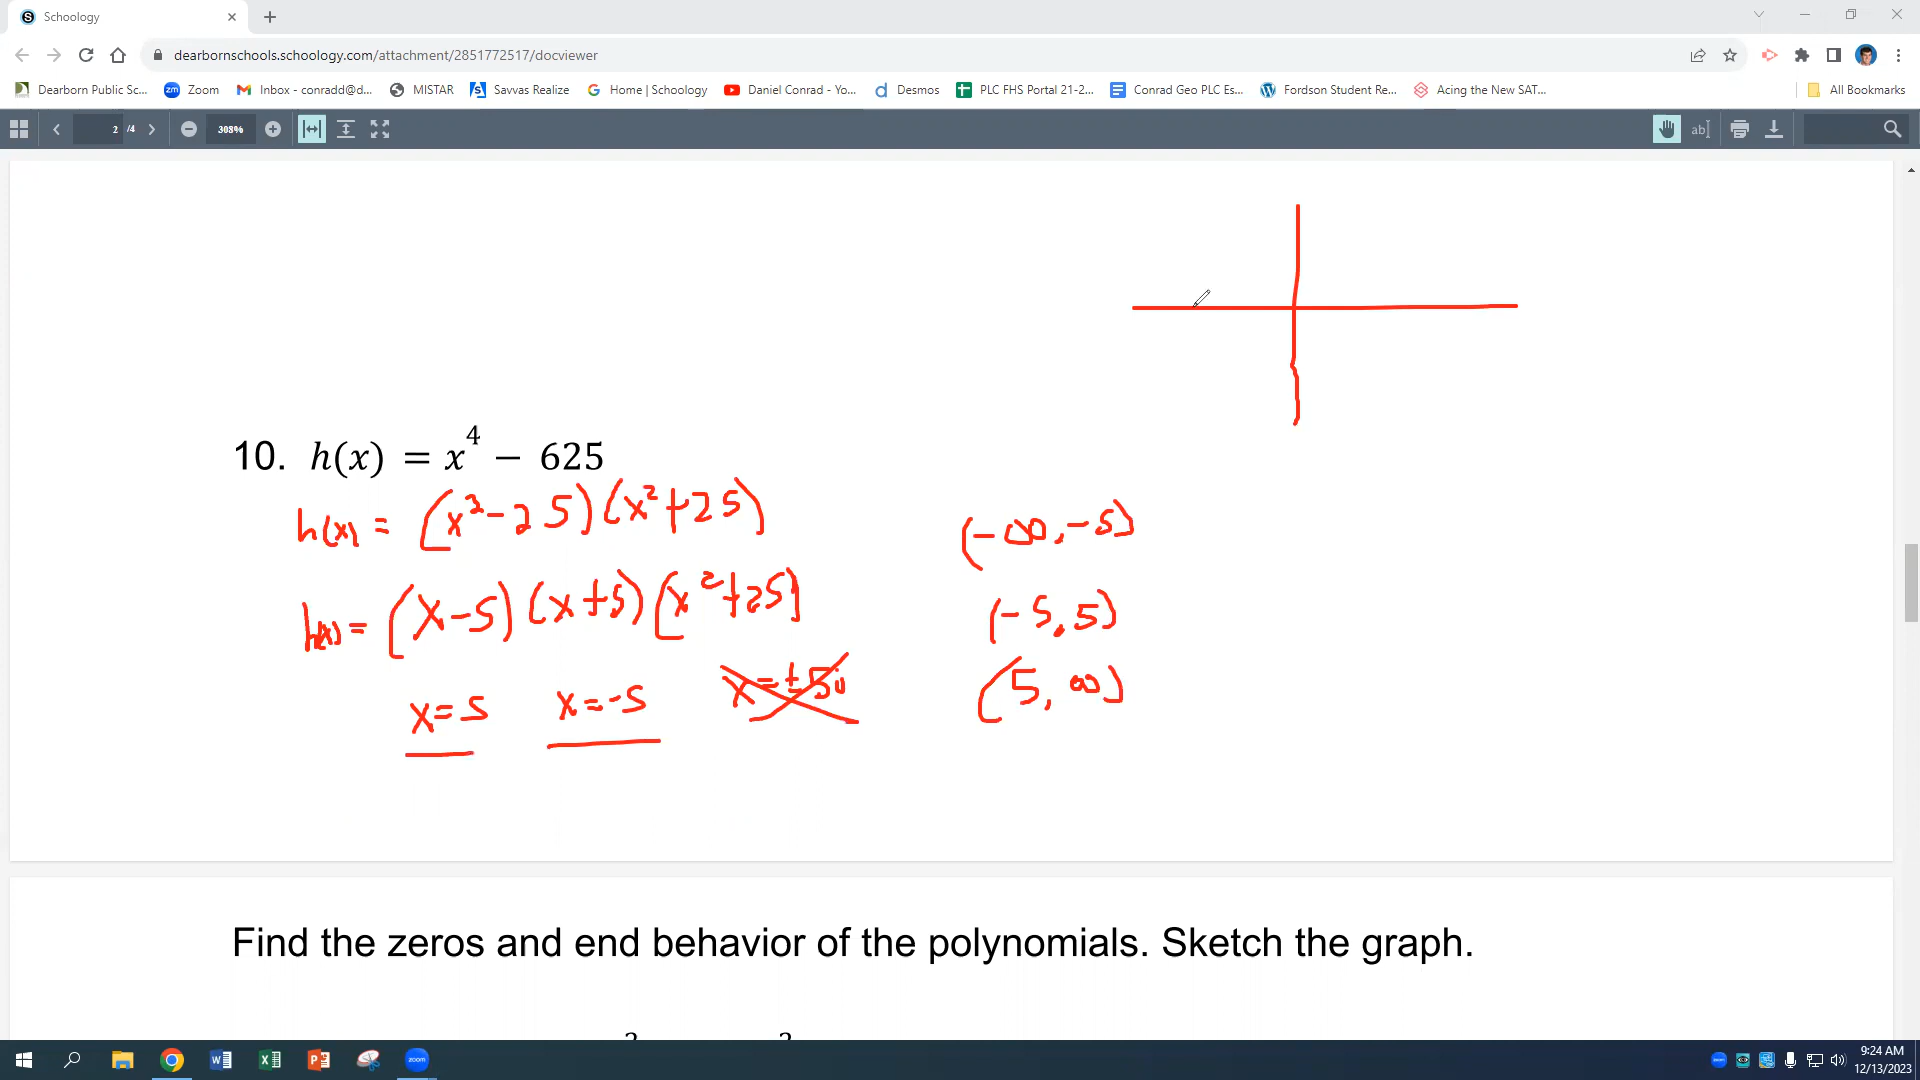 Schoology
dearbornschools.schoology.com/attachment/2851772517/docviewer
Dearborn Public Sc... Zoom Inbox - conradd@d... MISTAR Savvas Realize Home | Schoology Daniel Conrad - Yo... Desmos PLC FHS Portal 21-2... Conrad Geo PLC Es... Fordson Student Re... Acing the New SAT... All Bookmarks
2 /4 308%
10. h(x) = x⁴ − 625
h(x) = (x²-25)(x²+25)
(-∞,-5)
h(x) = (x-5)(x+5)(x²+25)
(-5,5)
x=5 x=-5 x=±5i
(5,∞)
Find the zeros and end behavior of the polynomials. Sketch the graph.
9:24 AM
12/13/2023